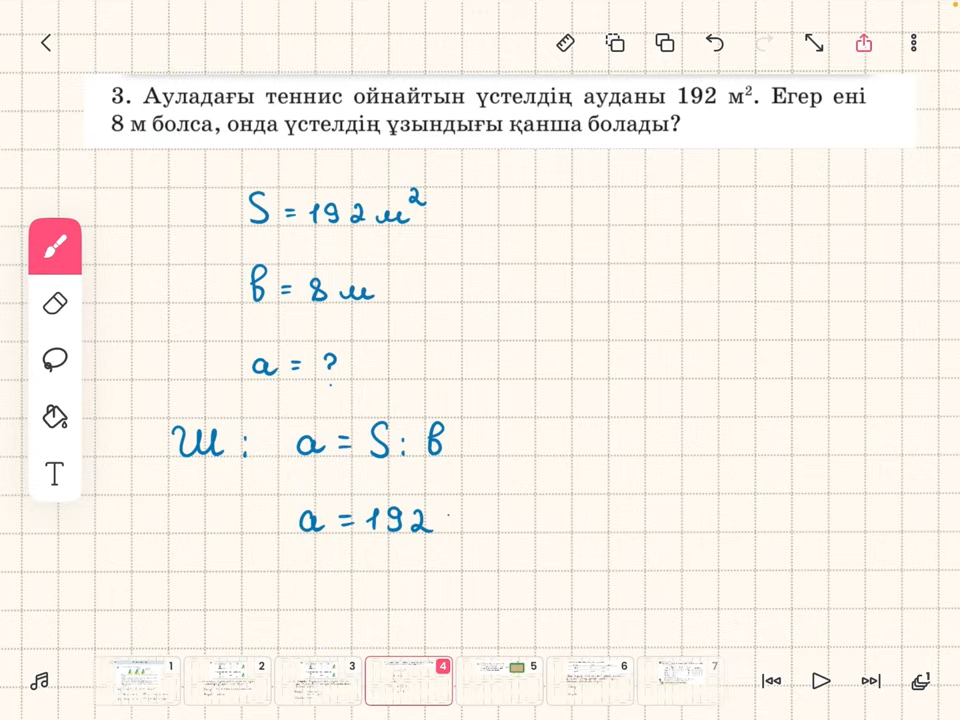 3. Ауладағы теннис ойнайтын үстелдің ауданы 192 м². Егер ені
8 м болса, онда үстелдің ұзындығы қанша болады?
S = 192 м²
в = 8 м
а = ?
Ш: а = S : в
а = 192
T
1 2 3 4 5 6 7